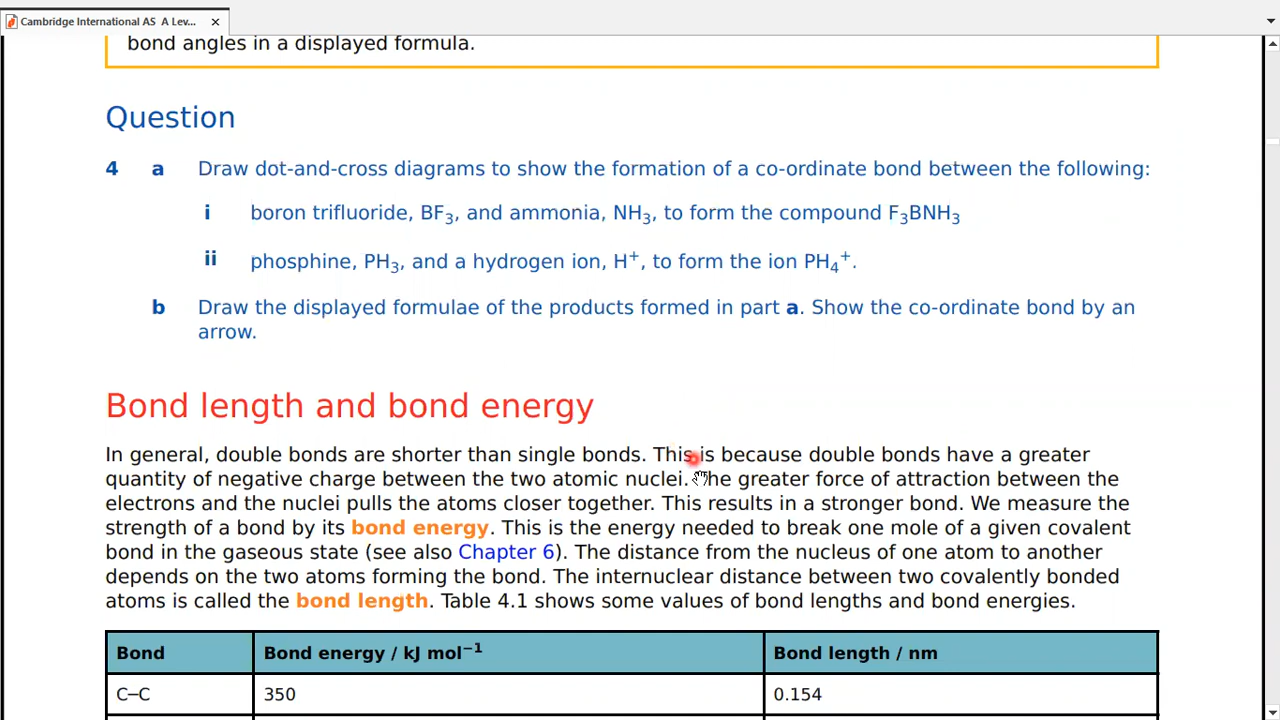 Cambridge International AS A Lev...
bond angles in a displayed formula.
Question
4 a Draw dot-and-cross diagrams to show the formation of a co-ordinate bond between the following:
i boron trifluoride, BF₃, and ammonia, NH₃, to form the compound F₃BNH₃
ii phosphine, PH₃, and a hydrogen ion, H⁺, to form the ion PH₄⁺.
b Draw the displayed formulae of the products formed in part a. Show the co-ordinate bond by an
arrow.
Bond length and bond energy
In general, double bonds are shorter than single bonds. This is because double bonds have a greater
quantity of negative charge between the two atomic nuclei. The greater force of attraction between the
electrons and the nuclei pulls the atoms closer together. This results in a stronger bond. We measure the
strength of a bond by its bond energy. This is the energy needed to break one mole of a given covalent
bond in the gaseous state (see also Chapter 6). The distance from the nucleus of one atom to another
depends on the two atoms forming the bond. The internuclear distance between two covalently bonded
atoms is called the bond length. Table 4.1 shows some values of bond lengths and bond energies.
Bond Bond energy / kJ mol⁻¹ Bond length / nm
C─C 350 0.154